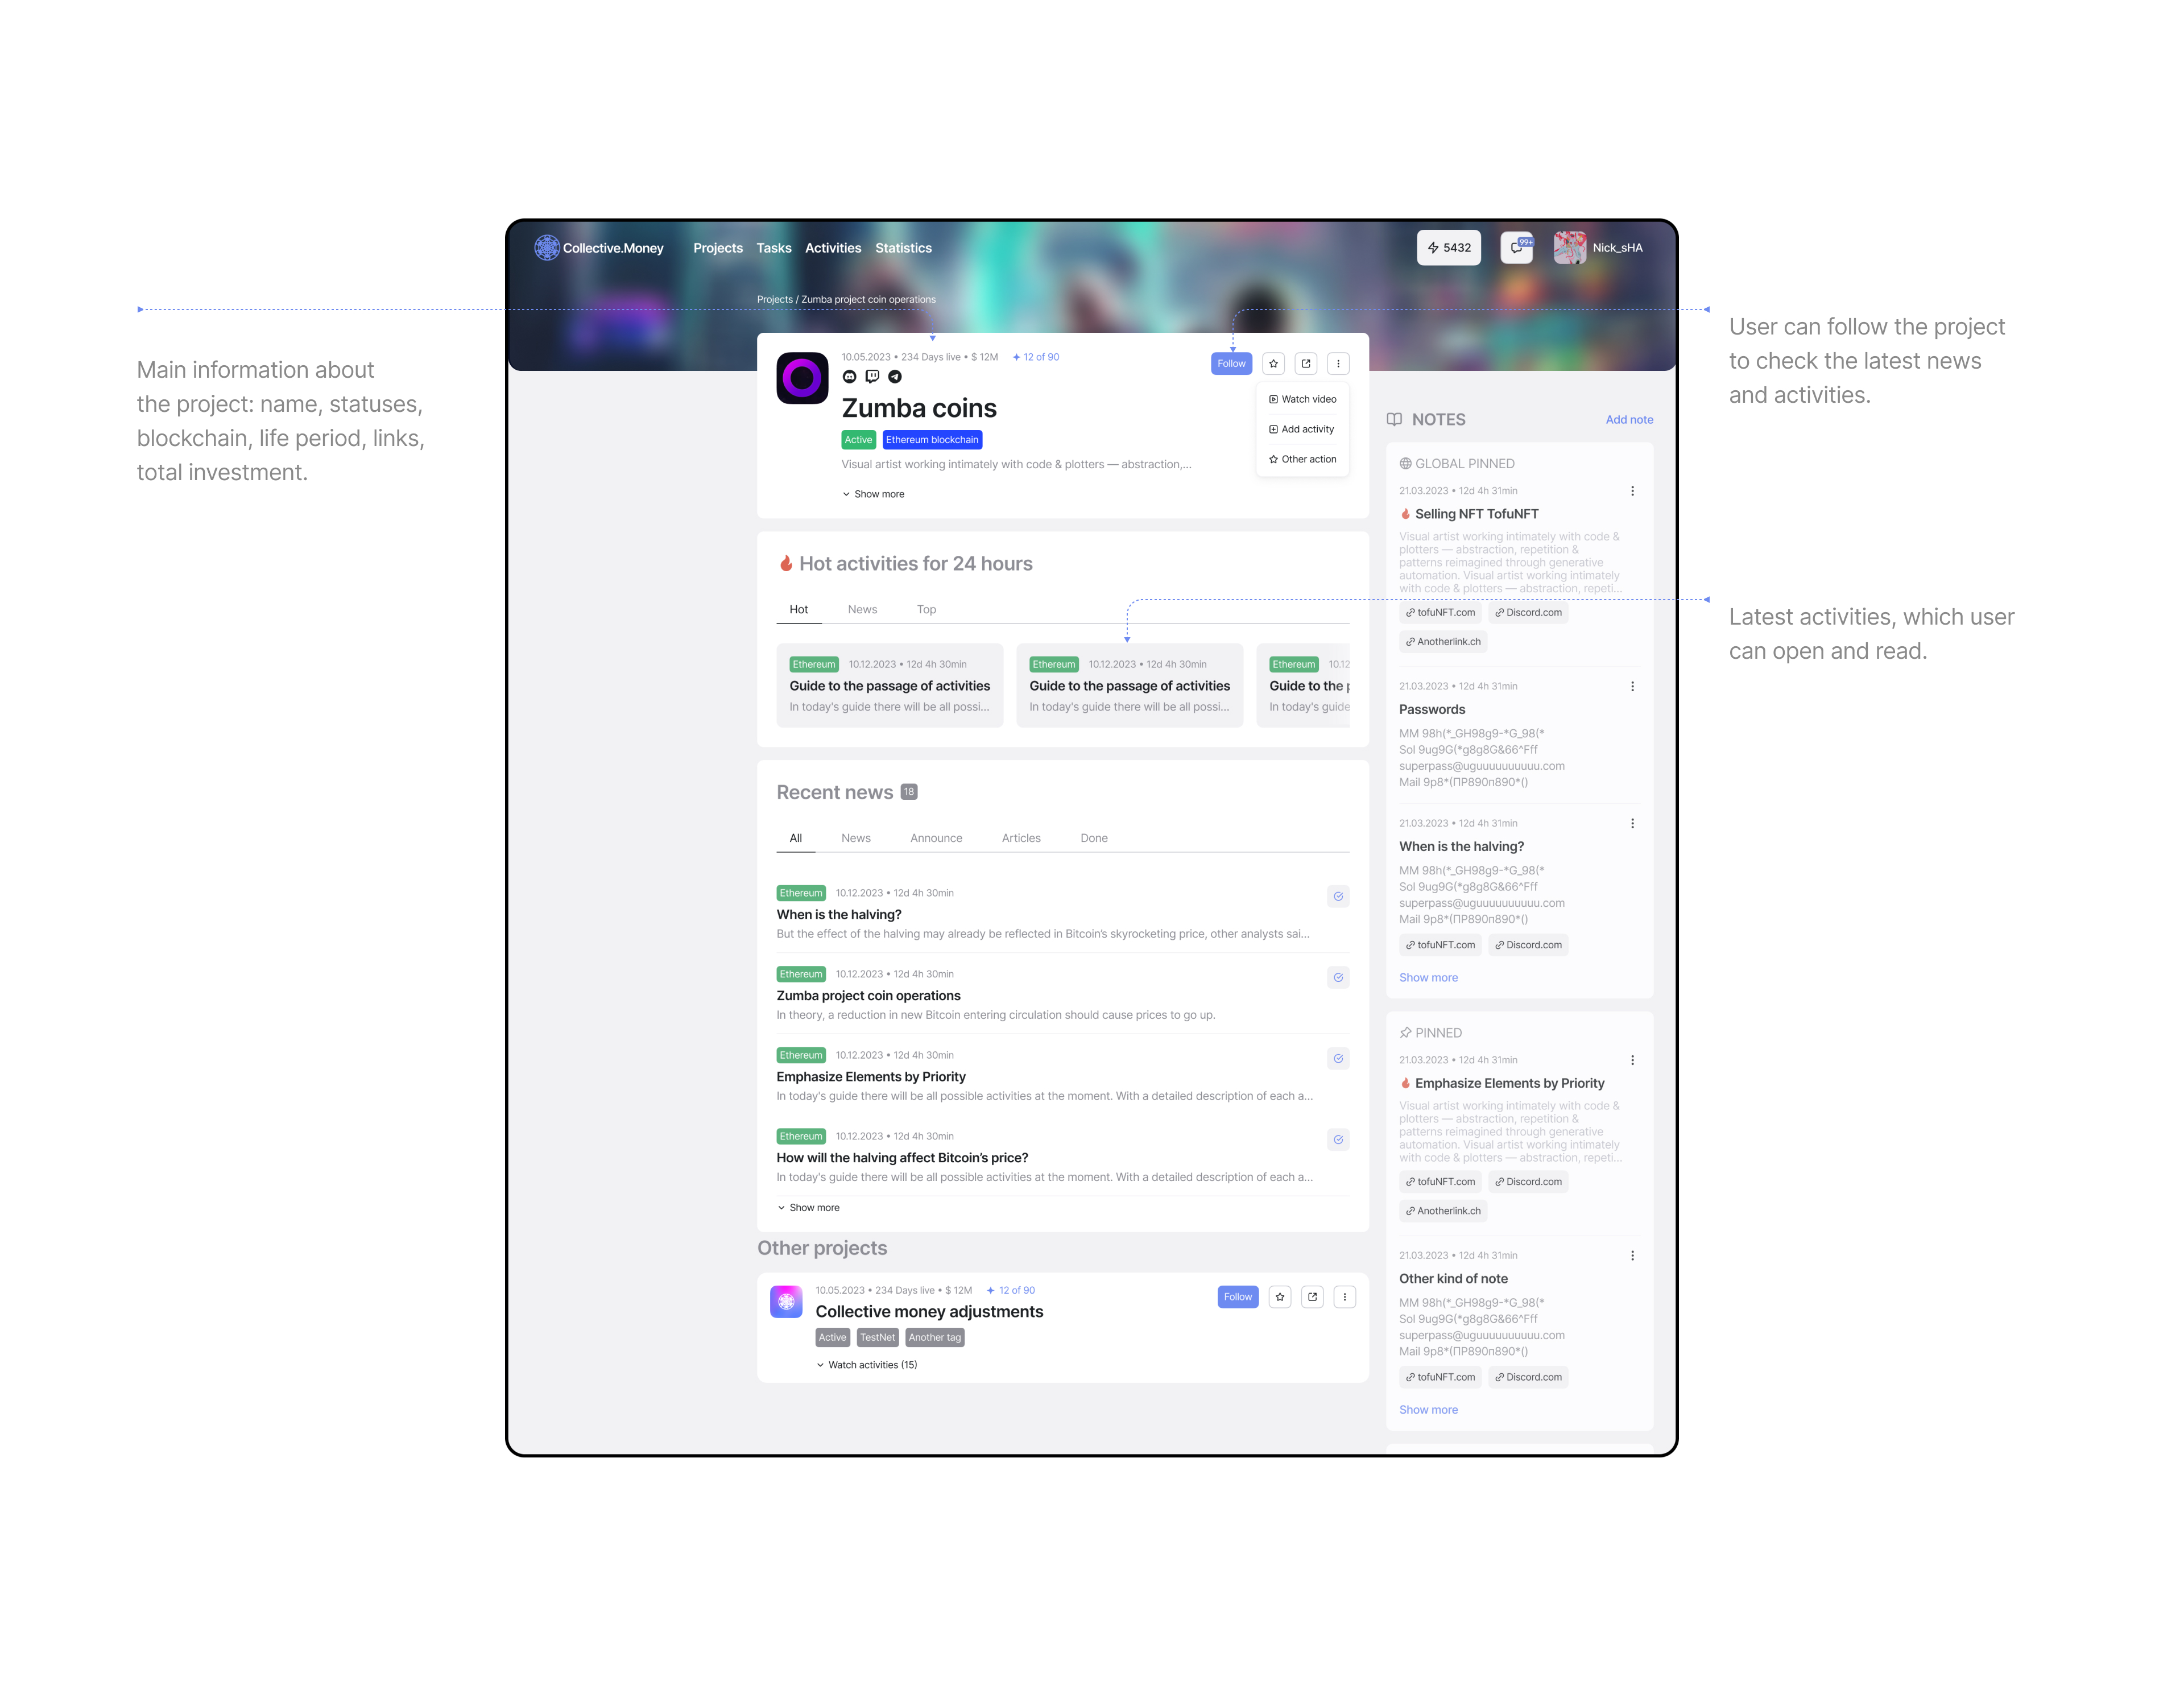 Collective.Money
Projects
Tasks
Activities
Statistics
5432
99+
Nick_sHA
Projects / Zumba project coin operations
Main information about
the project: name, statuses,
blockchain, life period, links,
total investment.
User can follow the project
to check the latest news
and activities.
Latest activities, which user
can open and read.
10.05.2023 • 234 Days live • $ 12M
12 of 90
Zumba coins
Active
Ethereum blockchain
Visual artist working intimately with code & plotters — abstraction,...
Show more
Follow
Watch video
Add activity
Other action
Hot activities for 24 hours
Hot
News
Top
Ethereum
10.12.2023 • 12d 4h 30min
Guide to the passage of activities
In today's guide there will be all possi...
Ethereum
10.12.2023 • 12d 4h 30min
Guide to the passage of activities
In today's guide there will be all possi...
Ethereum
10.12
Guide to the p
In today's guide
Recent news
18
All
News
Announce
Articles
Done
Ethereum
10.12.2023 • 12d 4h 30min
When is the halving?
But the effect of the halving may already be reflected in Bitcoin’s skyrocketing price, other analysts sai...
Ethereum
10.12.2023 • 12d 4h 30min
Zumba project coin operations
In theory, a reduction in new Bitcoin entering circulation should cause prices to go up.
Ethereum
10.12.2023 • 12d 4h 30min
Emphasize Elements by Priority
In today's guide there will be all possible activities at the moment. With a detailed description of each a...
Ethereum
10.12.2023 • 12d 4h 30min
How will the halving affect Bitcoin’s price?
In today's guide there will be all possible activities at the moment. With a detailed description of each a...
Show more
Other projects
10.05.2023 • 234 Days live • $ 12M
12 of 90
Collective money adjustments
Active
TestNet
Another tag
Watch activities (15)
Follow
NOTES
Add note
GLOBAL PINNED
21.03.2023 • 12d 4h 31min
Selling NFT TofuNFT
Visual artist working intimately with code &
plotters — abstraction, repetition &
patterns reimagined through generative
automation. Visual artist working intimately
with code & plotters — abstraction, repeti...
tofuNFT.com
Discord.com
Anotherlink.ch
21.03.2023 • 12d 4h 31min
Passwords
MM 98h(*_GH98g9-*G_98(*
Sol 9ug9G(*g8g8G&66^Fff
superpass@uguuuuuuuuuu.com
Mail 9p8*(ПР890п890*()
21.03.2023 • 12d 4h 31min
When is the halving?
MM 98h(*_GH98g9-*G_98(*
Sol 9ug9G(*g8g8G&66^Fff
superpass@uguuuuuuuuuu.com
Mail 9p8*(ПР890п890*()
tofuNFT.com
Discord.com
Show more
PINNED
21.03.2023 • 12d 4h 31min
Emphasize Elements by Priority
Visual artist working intimately with code &
plotters — abstraction, repetition &
patterns reimagined through generative
automation. Visual artist working intimately
with code & plotters — abstraction, repeti...
tofuNFT.com
Discord.com
Anotherlink.ch
21.03.2023 • 12d 4h 31min
Other kind of note
MM 98h(*_GH98g9-*G_98(*
Sol 9ug9G(*g8g8G&66^Fff
superpass@uguuuuuuuuuu.com
Mail 9p8*(ПР890п890*()
tofuNFT.com
Discord.com
Show more